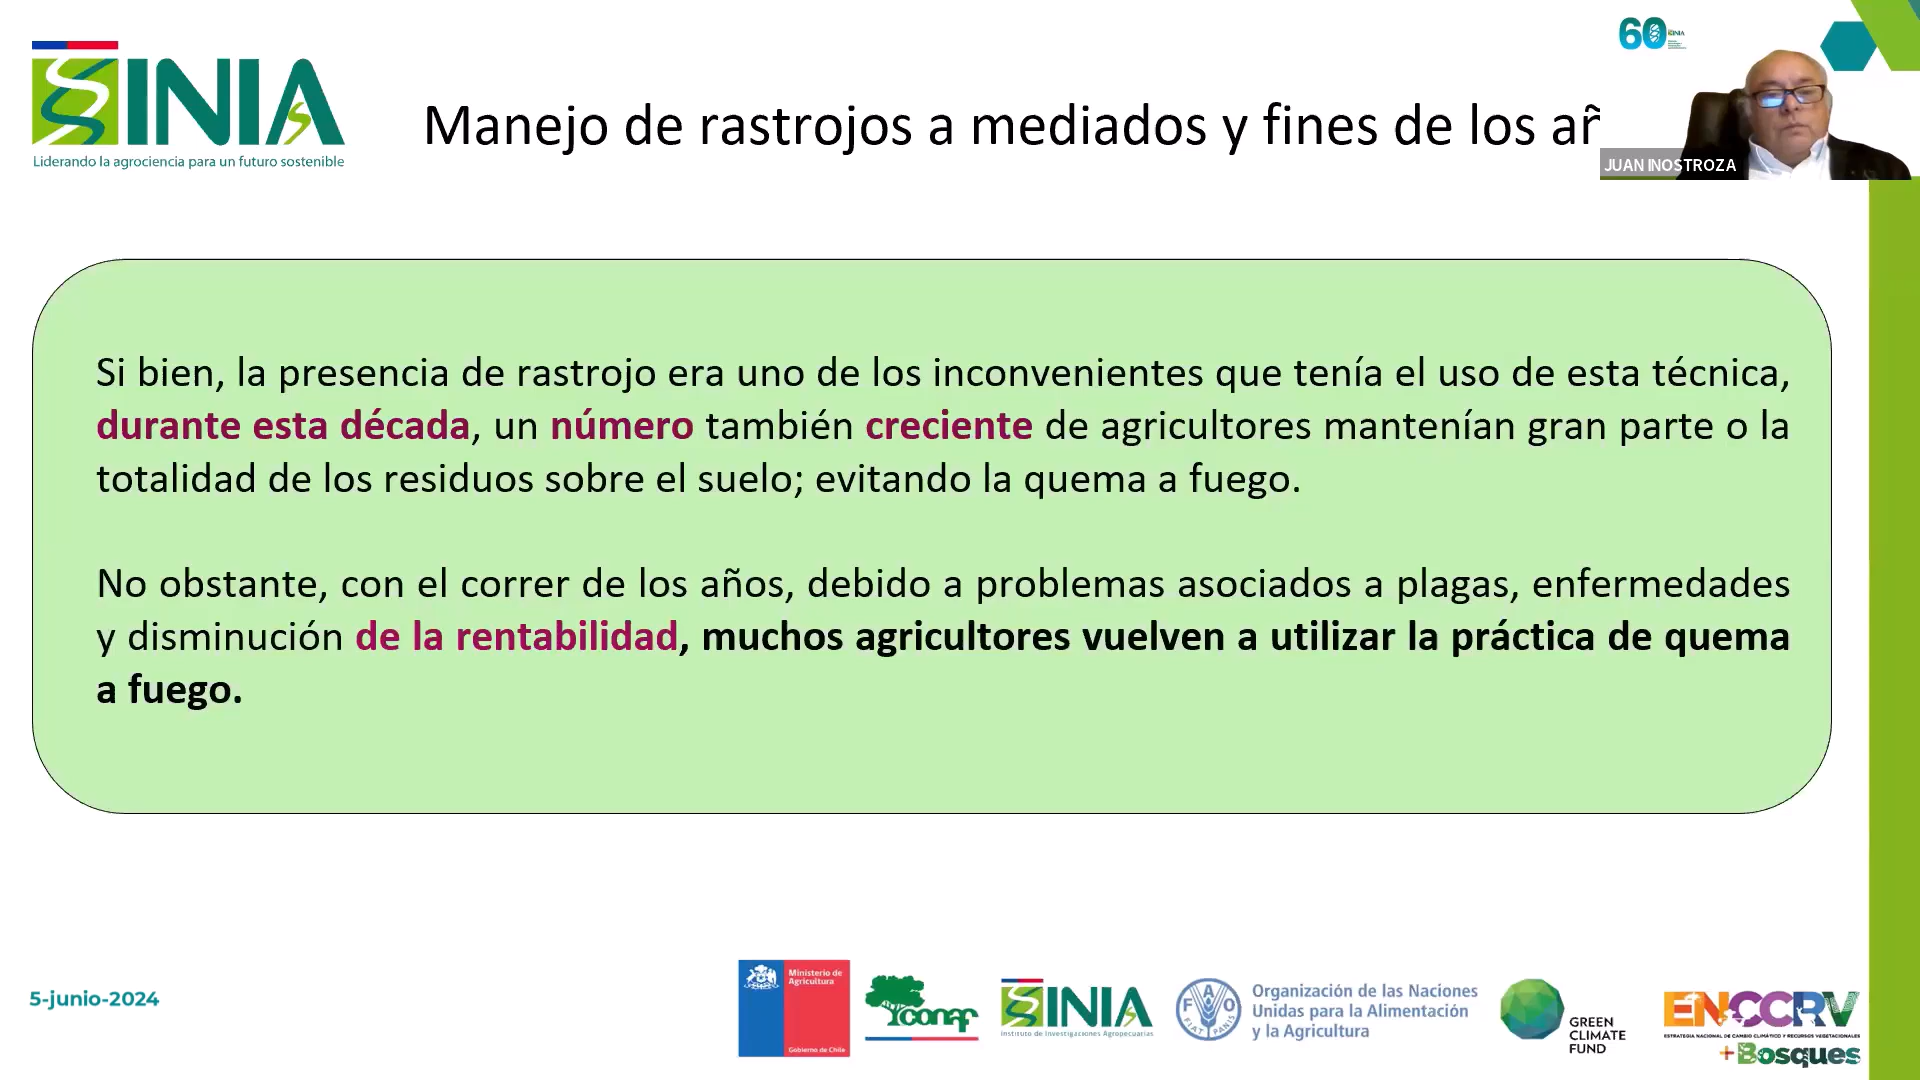 60 INIA
INIA
Liderando la agrociencia para un futuro sostenible
Manejo de rastrojos a mediados y fines de los añ
JUAN INOSTROZA
Si bien, la presencia de rastrojo era uno de los inconvenientes que tenía el uso de esta técnica,
durante esta década, un número también creciente de agricultores mantenían gran parte o la
totalidad de los residuos sobre el suelo; evitando la quema a fuego.
No obstante, con el correr de los años, debido a problemas asociados a plagas, enfermedades
y disminución de la rentabilidad, muchos agricultores vuelven a utilizar la práctica de quema
a fuego.
5-junio-2024
Ministerio de
Agricultura
Gobierno de Chile
conaf
INIA
Instituto de Investigaciones Agropecuarias
FAO
FIAT PANIS
Organización de las Naciones
Unidas para la Alimentación
y la Agricultura
GREEN
CLIMATE
FUND
ENCCRV
ESTRATEGIA NACIONAL DE CAMBIO CLIMÁTICO Y RECURSOS VEGETACIONALES
+Bosques